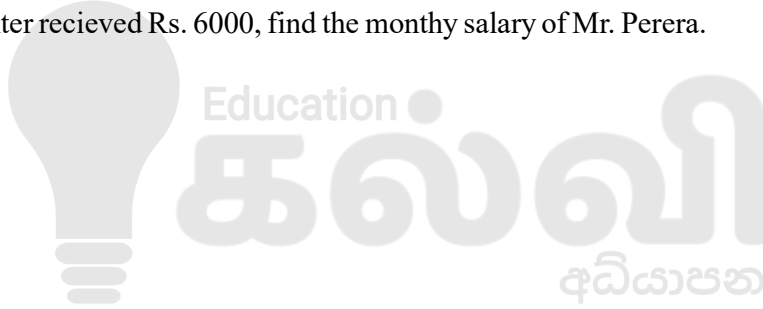 ter recieved Rs. 6000, find the monthy salary of Mr. Perera.
Education
கல்வி
අධ්‍යාපන